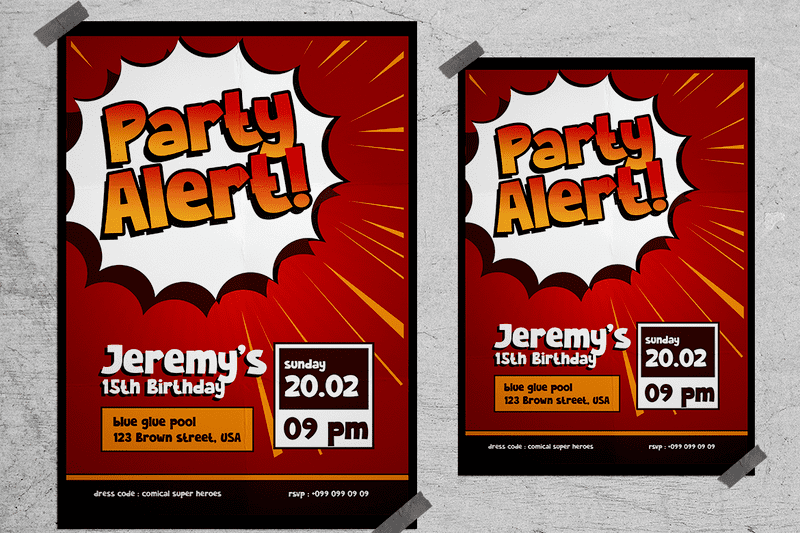 Party
Alert!
Jeremy's
15th Birthday
sunday
20.02
09 pm
blue glue pool
123 Brown street, USA
dress code : comical super heroes
rsvp : +099 099 09 09
Party
Alert!
Jeremy's
15th Birthday
sunday
20.02
09 pm
blue glue pool
123 Brown street, USA
dress code : comical super heroes
rsvp : +099 099 09 09